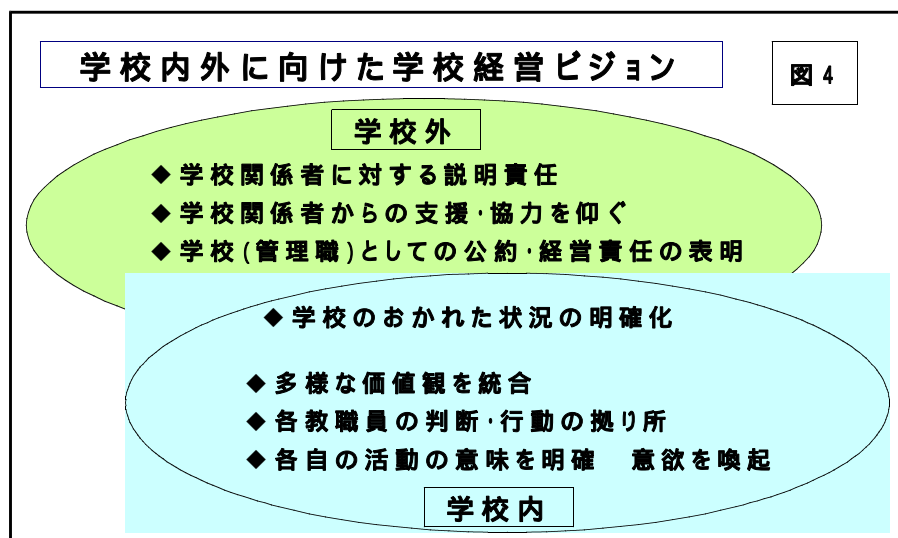 学校内外に向けた学校経営ビジョン
図4
学校外
◆学校関係者に対する説明責任
◆学校関係者からの支援・協力を仰ぐ
◆学校(管理職)としての公約・経営責任の表明
◆学校のおかれた状況の明確化
◆多様な価値観を統合
◆各教職員の判断・行動の拠り所
◆各自の活動の意味を明確　意欲を喚起
学校内